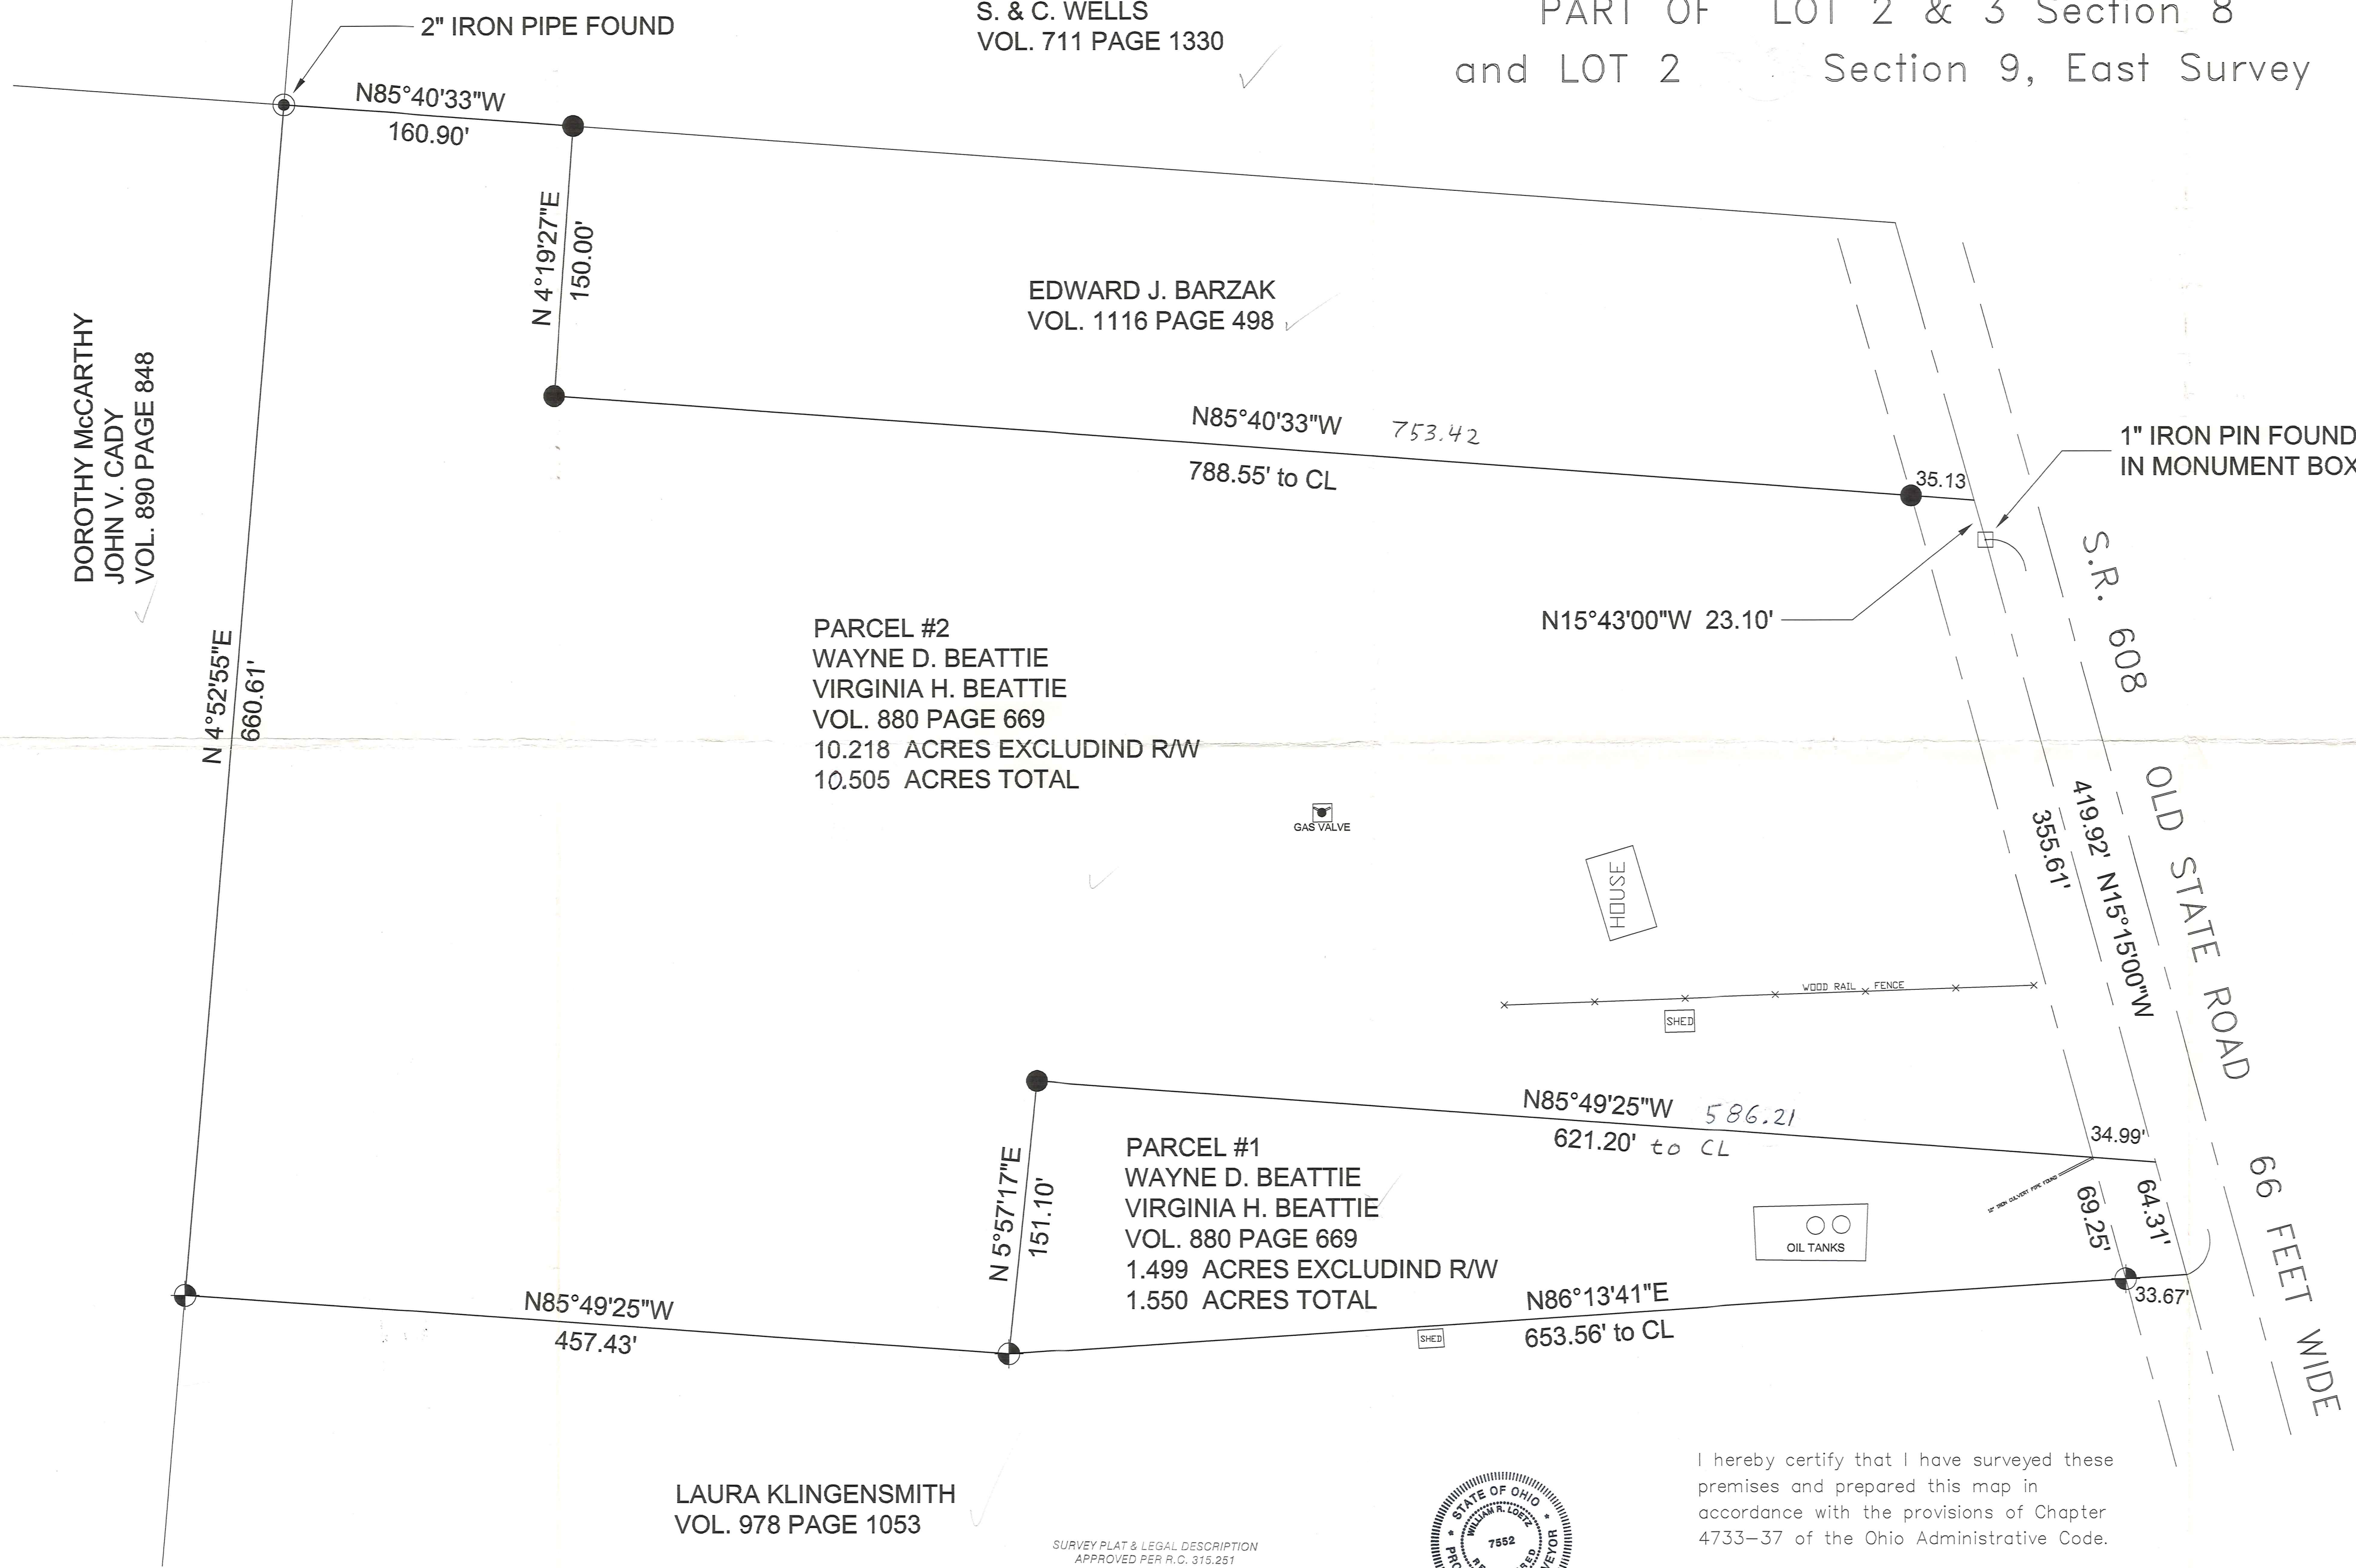 2" IRON PIPE FOUND
S. & C. WELLS
VOL. 711 PAGE 1330
PART OF LOT 2 & 3 Section 8
and LOT 2 Section 9, East Survey
N85°40'33"W
160.90'
N 4°19'27"E
150.00'
EDWARD J. BARZAK
VOL. 1116 PAGE 498
DOROTHY McCARTHY
JOHN V. CADY
VOL. 890 PAGE 848
N85°40'33"W 753.42
788.55' to CL
35.13
1" IRON PIN FOUND
IN MONUMENT BOX
N15°43'00"W 23.10'
S.R. 608 OLD STATE ROAD 66 FEET WIDE
N 4°52'55"E
660.61'
PARCEL #2
WAYNE D. BEATTIE
VIRGINIA H. BEATTIE
VOL. 880 PAGE 669
10.218 ACRES EXCLUDIND R/W
10.505 ACRES TOTAL
GAS VALVE
HOUSE
419.92' N15°15'00"W
355.61'
WOOD RAIL FENCE
SHED
N85°49'25"W 586.21
621.20' to CL
34.99'
12" IRON CULVERT PIPE FOUND
69.25'
64.31'
N 5°57'17"E
151.10'
PARCEL #1
WAYNE D. BEATTIE
VIRGINIA H. BEATTIE
VOL. 880 PAGE 669
1.499 ACRES EXCLUDIND R/W
1.550 ACRES TOTAL
OIL TANKS
33.67'
N85°49'25"W
457.43'
N86°13'41"E
653.56' to CL
SHED
LAURA KLINGENSMITH
VOL. 978 PAGE 1053
SURVEY PLAT & LEGAL DESCRIPTION
APPROVED PER R.C. 315.251
STATE OF OHIO
WILLIAM R. LOETZ
7552
I hereby certify that I have surveyed these
premises and prepared this map in
accordance with the provisions of Chapter
4733-37 of the Ohio Administrative Code.